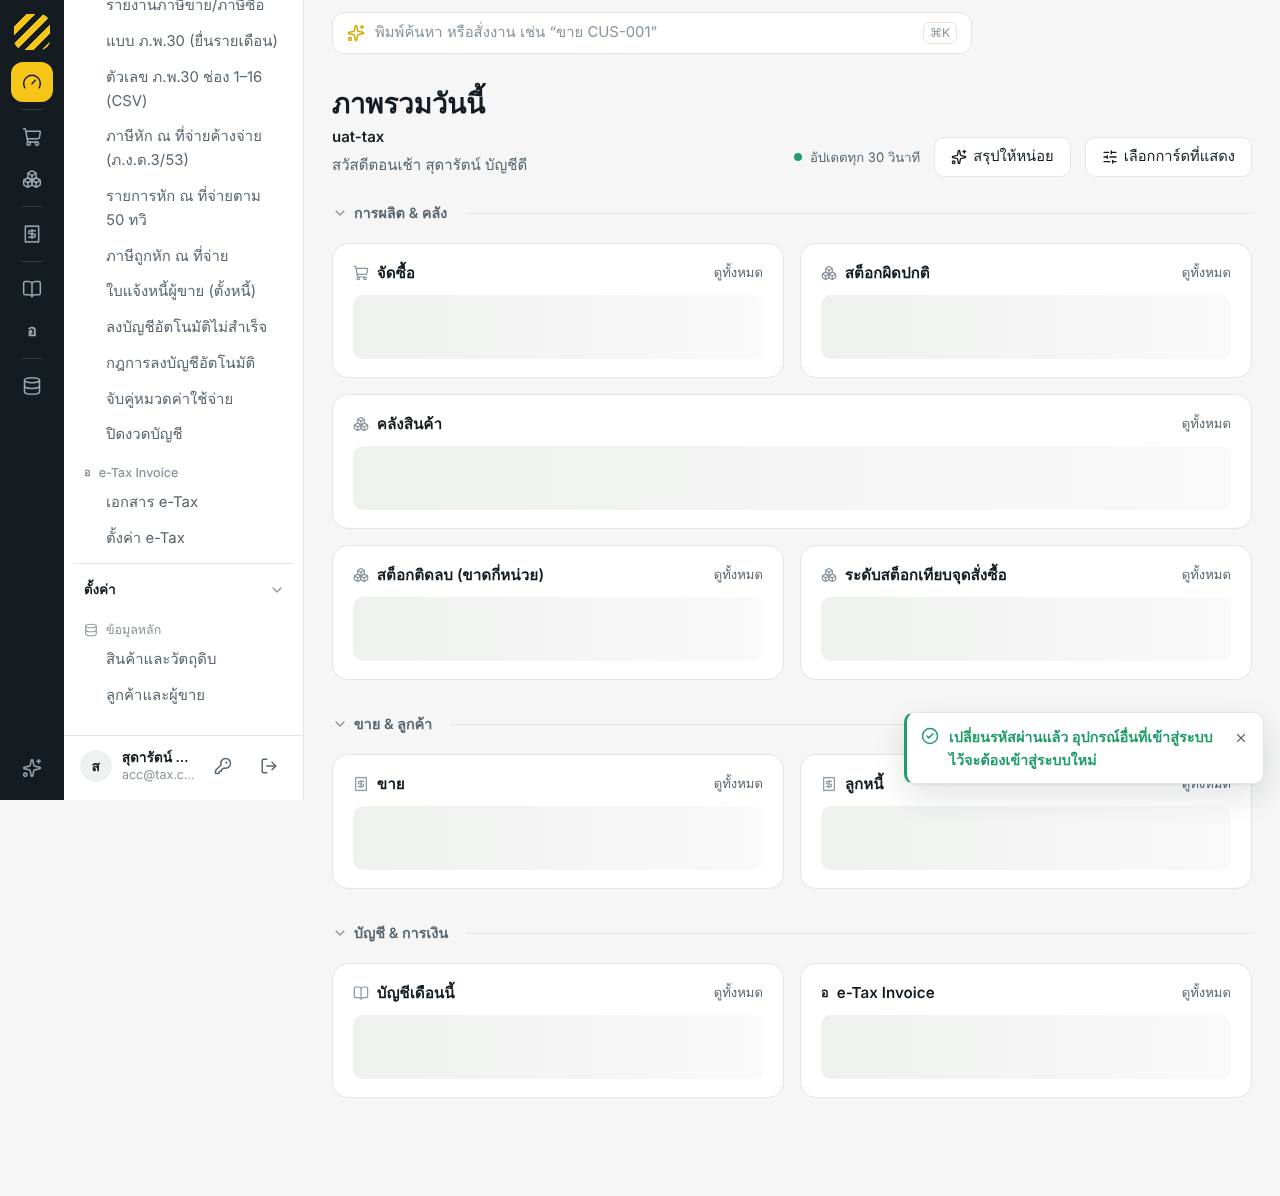 รายงานภาษีขาย/ภาษีซื้อ
แบบ ภ.พ.30 (ยื่นรายเดือน)
ตัวเลข ภ.พ.30 ช่อง 1–16
(CSV)
ภาษีหัก ณ ที่จ่ายค้างจ่าย
(ภ.ง.ด.3/53)
รายการหัก ณ ที่จ่ายตาม
50 ทวิ
ภาษีถูกหัก ณ ที่จ่าย
ใบแจ้งหนี้ผู้ขาย (ตั้งหนี้)
ลงบัญชีอัตโนมัติไม่สำเร็จ
กฎการลงบัญชีอัตโนมัติ
จับคู่หมวดค่าใช้จ่าย
ปิดงวดบัญชี
อ
อ e-Tax Invoice
เอกสาร e-Tax
ตั้งค่า e-Tax
ตั้งค่า
ข้อมูลหลัก
สินค้าและวัตถุดิบ
ลูกค้าและผู้ขาย
ส
สุดารัตน์ ...
acc@tax.c...
พิมพ์ค้นหา หรือสั่งงาน เช่น “ขาย CUS-001”
⌘K
ภาพรวมวันนี้
uat-tax
สวัสดีตอนเช้า สุดารัตน์ บัญชีดี
อัปเดตทุก 30 วินาที
สรุปให้หน่อย
เลือกการ์ดที่แสดง
การผลิต & คลัง
จัดซื้อ
ดูทั้งหมด
สต็อกผิดปกติ
ดูทั้งหมด
คลังสินค้า
ดูทั้งหมด
สต็อกติดลบ (ขาดกี่หน่วย)
ดูทั้งหมด
ระดับสต็อกเทียบจุดสั่งซื้อ
ดูทั้งหมด
ขาย & ลูกค้า
เปลี่ยนรหัสผ่านแล้ว อุปกรณ์อื่นที่เข้าสู่ระบบ
ไว้จะต้องเข้าสู่ระบบใหม่
ขาย
ดูทั้งหมด
ลูกหนี้
ดูทั้งหมด
บัญชี & การเงิน
บัญชีเดือนนี้
ดูทั้งหมด
อ e-Tax Invoice
ดูทั้งหมด